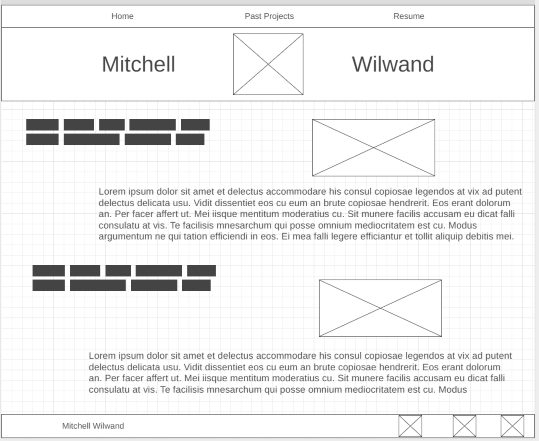 Home Past Projects Resume
Mitchell Wilwand
Lorem ipsum dolor sit amet et delectus accommodare his consul copiosae legendos at vix ad putent
delectus delicata usu. Vidit dissentiet eos cu eum an brute copiosae hendrerit. Eos erant dolorum
an. Per facer affert ut. Mei iisque mentitum moderatius cu. Sit munere facilis accusam eu dicat falli
consulatu at vis. Te facilisis mnesarchum qui posse omnium mediocritatem est cu. Modus
argumentum ne qui tation efficiendi in eos. Ei mea falli legere efficiantur et tollit aliquip debitis mei.
Lorem ipsum dolor sit amet et delectus accommodare his consul copiosae legendos at vix ad putent
delectus delicata usu. Vidit dissentiet eos cu eum an brute copiosae hendrerit. Eos erant dolorum
an. Per facer affert ut. Mei iisque mentitum moderatius cu. Sit munere facilis accusam eu dicat falli
consulatu at vis. Te facilisis mnesarchum qui posse omnium mediocritatem est cu. Modus
Mitchell Wilwand